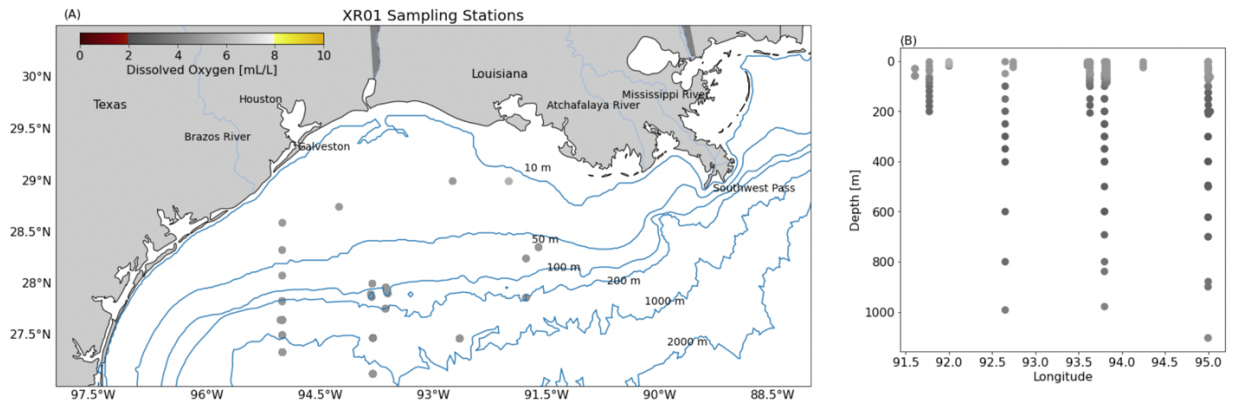 (A)
XR01 Sampling Stations
0 2 4 6 8 10
Dissolved Oxygen [mL/L]
Texas
Houston
Brazos River
Galveston
Louisiana
Atchafalaya River
Mississippi River
Southwest Pass
10 m
50 m
100 m
200 m
1000 m
2000 m
30°N
29.5°N
29°N
28.5°N
28°N
27.5°N
97.5°W 96°W 94.5°W 93°W 91.5°W 90°W 88.5°W
(B)
0
200
400
600
800
1000
Depth [m]
91.5 92.0 92.5 93.0 93.5 94.0 94.5 95.0
Longitude